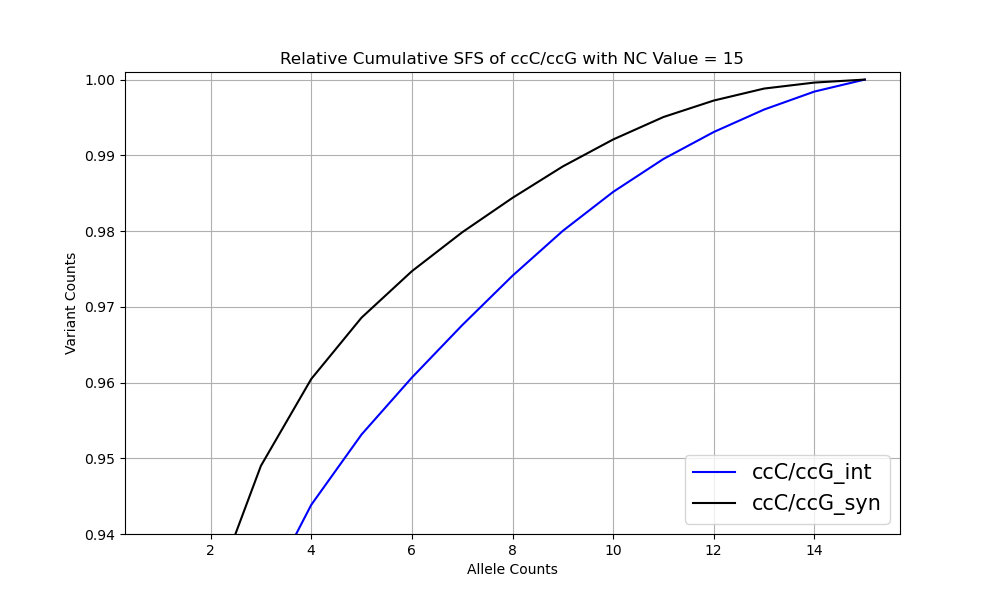 Relative Cumulative SFS of ccC/ccG with NC Value = 15
Variant Counts
1.00
0.99
0.98
0.97
0.96
0.95
0.94
2 4 6 8 10 12 14
Allele Counts
ccC/ccG_int
ccC/ccG_syn